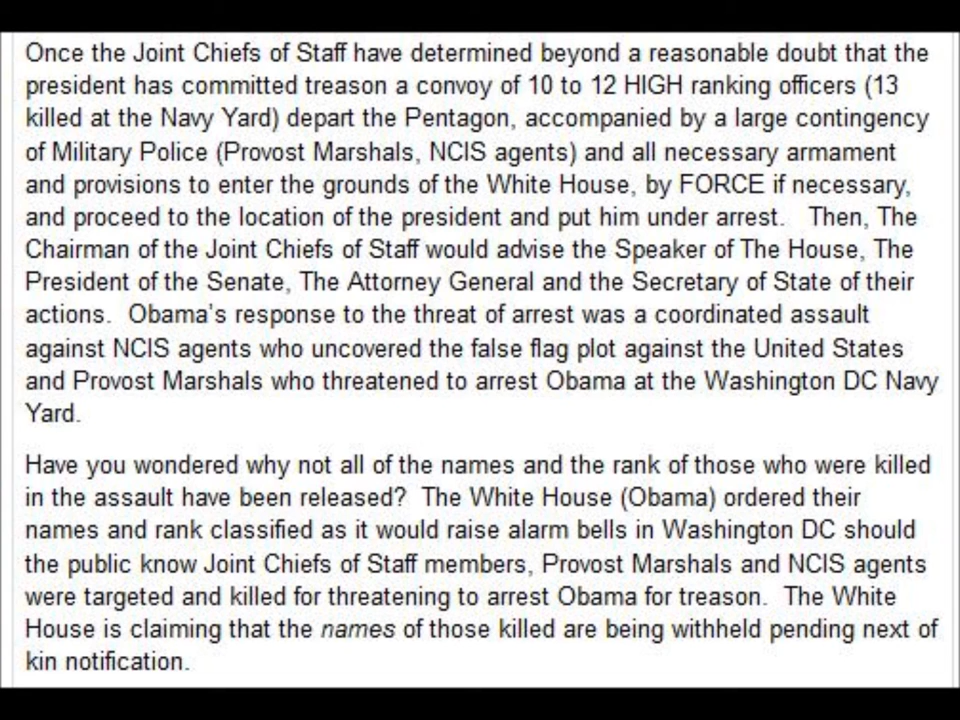 Once the Joint Chiefs of Staff have determined beyond a reasonable doubt that the
president has committed treason a convoy of 10 to 12 HIGH ranking officers (13
killed at the Navy Yard) depart the Pentagon, accompanied by a large contingency
of Military Police (Provost Marshals, NCIS agents) and all necessary armament
and provisions to enter the grounds of the White House, by FORCE if necessary,
and proceed to the location of the president and put him under arrest. Then, The
Chairman of the Joint Chiefs of Staff would advise the Speaker of The House, The
President of the Senate, The Attorney General and the Secretary of State of their
actions. Obama's response to the threat of arrest was a coordinated assault
against NCIS agents who uncovered the false flag plot against the United States
and Provost Marshals who threatened to arrest Obama at the Washington DC Navy
Yard.
Have you wondered why not all of the names and the rank of those who were killed
in the assault have been released? The White House (Obama) ordered their
names and rank classified as it would raise alarm bells in Washington DC should
the public know Joint Chiefs of Staff members, Provost Marshals and NCIS agents
were targeted and killed for threatening to arrest Obama for treason. The White
House is claiming that the names of those killed are being withheld pending next of
kin notification.